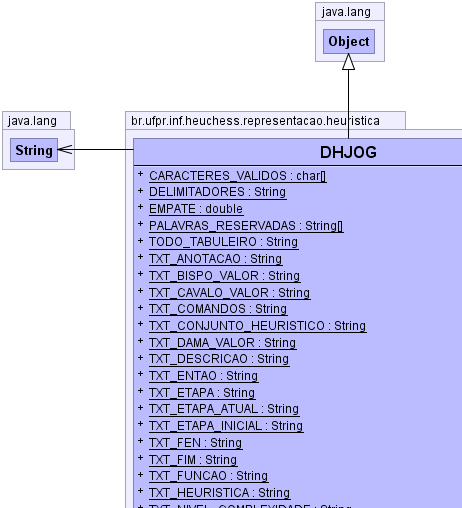 java.lang
Object
java.lang
String
br.ufpr.inf.heuchess.representacao.heuristica
DHJOG
+ CARACTERES_VALIDOS : char[]
+ DELIMITADORES : String
+ EMPATE : double
+ PALAVRAS_RESERVADAS : String[]
+ TODO_TABULEIRO : String
+ TXT_ANOTACAO : String
+ TXT_BISPO_VALOR : String
+ TXT_CAVALO_VALOR : String
+ TXT_COMANDOS : String
+ TXT_CONJUNTO_HEURISTICO : String
+ TXT_DAMA_VALOR : String
+ TXT_DESCRICAO : String
+ TXT_ENTAO : String
+ TXT_ETAPA : String
+ TXT_ETAPA_ATUAL : String
+ TXT_ETAPA_INICIAL : String
+ TXT_FEN : String
+ TXT_FIM : String
+ TXT_FUNCAO : String
+ TXT_HEURISTICA : String
+ TXT_NIVEL_COMPLEXIDADE : String